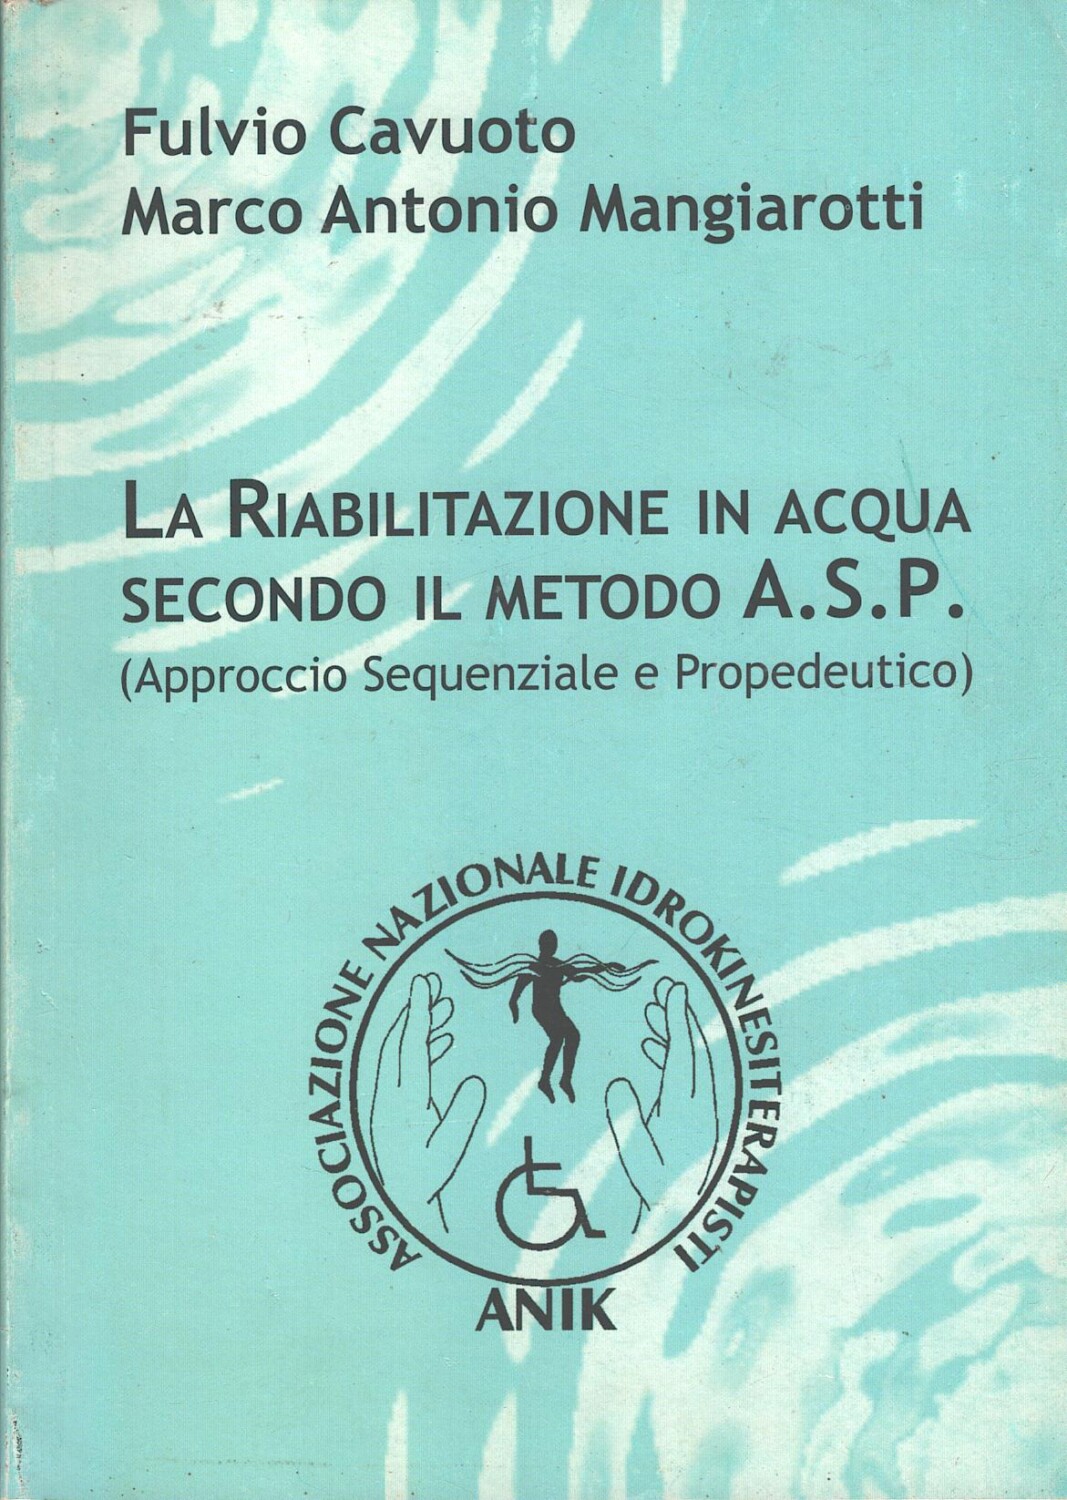 Fulvio Cavuoto
Marco Antonio Mangiarotti
LA RIABILITAZIONE IN ACQUA
SECONDO IL METODO A.S.P.
(Approccio Sequenziale e Propedeutico)
ASSOCIAZIONE NAZIONALE IDROKINESITERAPISTI
ANIK